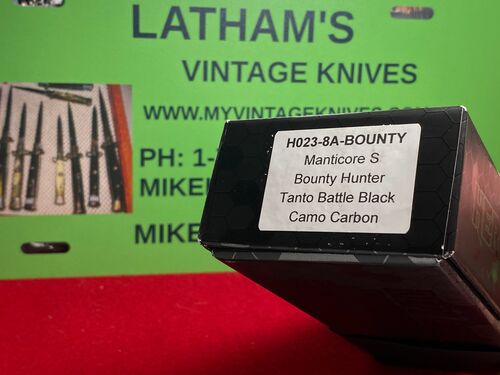 LATHAM'S
VINTAGE KNIVES
WWW.MYVINTAGEKNIVES
PH: 1-
MIKE
MIKE
H023-8A-BOUNTY
Manticore S
Bounty Hunter
Tanto Battle Black
Camo Carbon